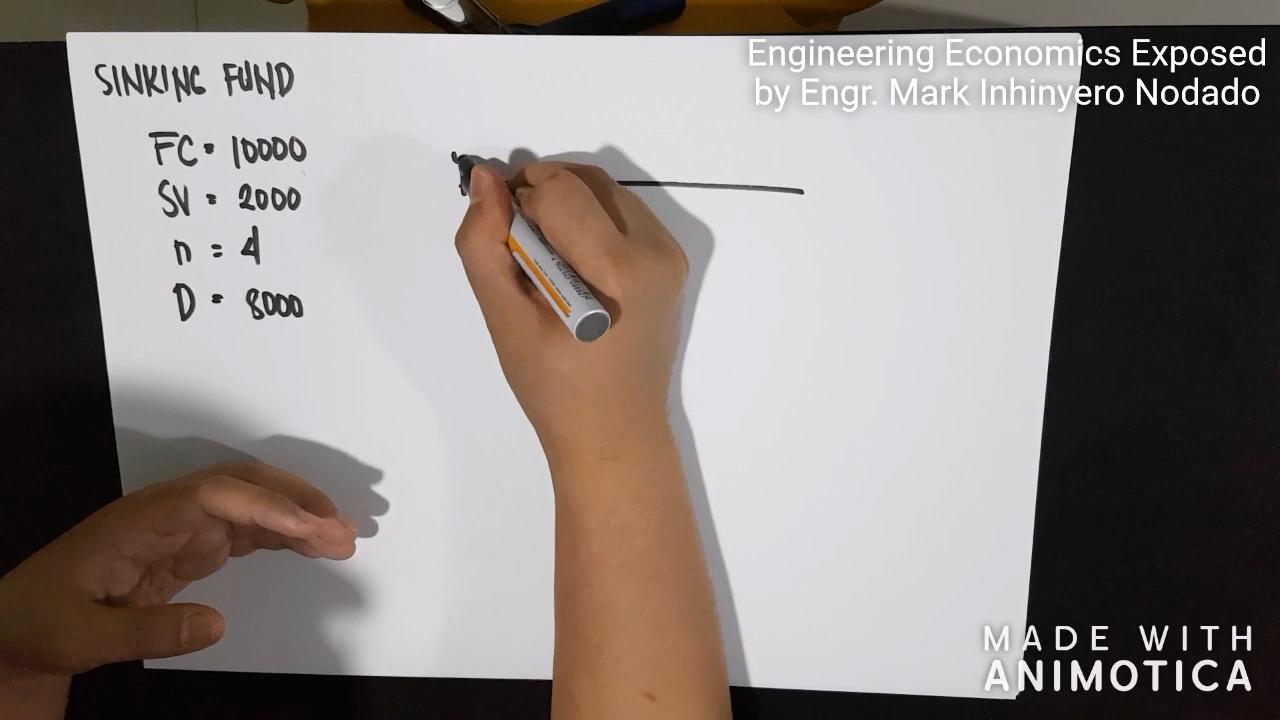 SINKING FUND
FC = 10000
SV = 2000
n = 4
D = 8000
Engineering Economics Exposed
by Engr. Mark Inhinyero Nodado
MADE WITH
ANIMOTICA